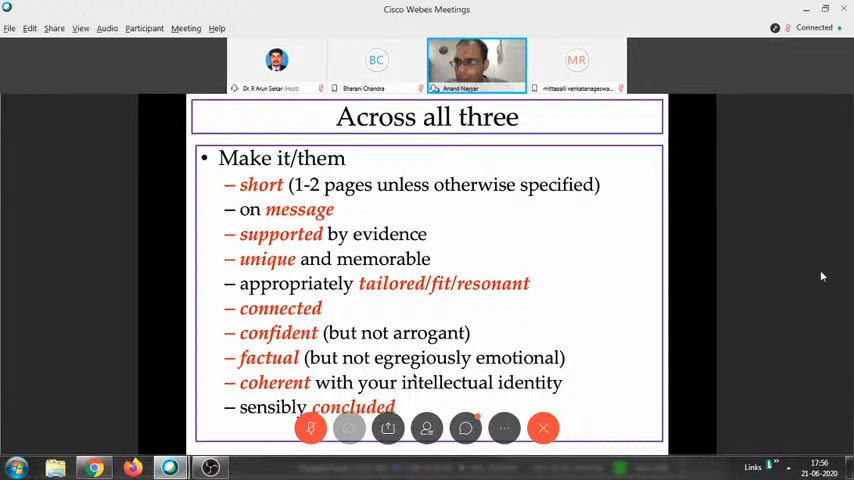 Cisco Webex Meetings
File Edit Share View Audio Participant Meeting Help
Connected
BC
MR
Dr. R Arun Sekar (Host)
Bharani Chandra
Anand Nayyar
mittapalli venkatanageswa...
Across all three
• Make it/them
– short (1-2 pages unless otherwise specified)
– on message
– supported by evidence
– unique and memorable
– appropriately tailored/fit/resonant
– connected
– confident (but not arrogant)
– factual (but not egregiously emotional)
– coherent with your intellectual identity
– sensibly concluded
Links
17:56
21-06-2020